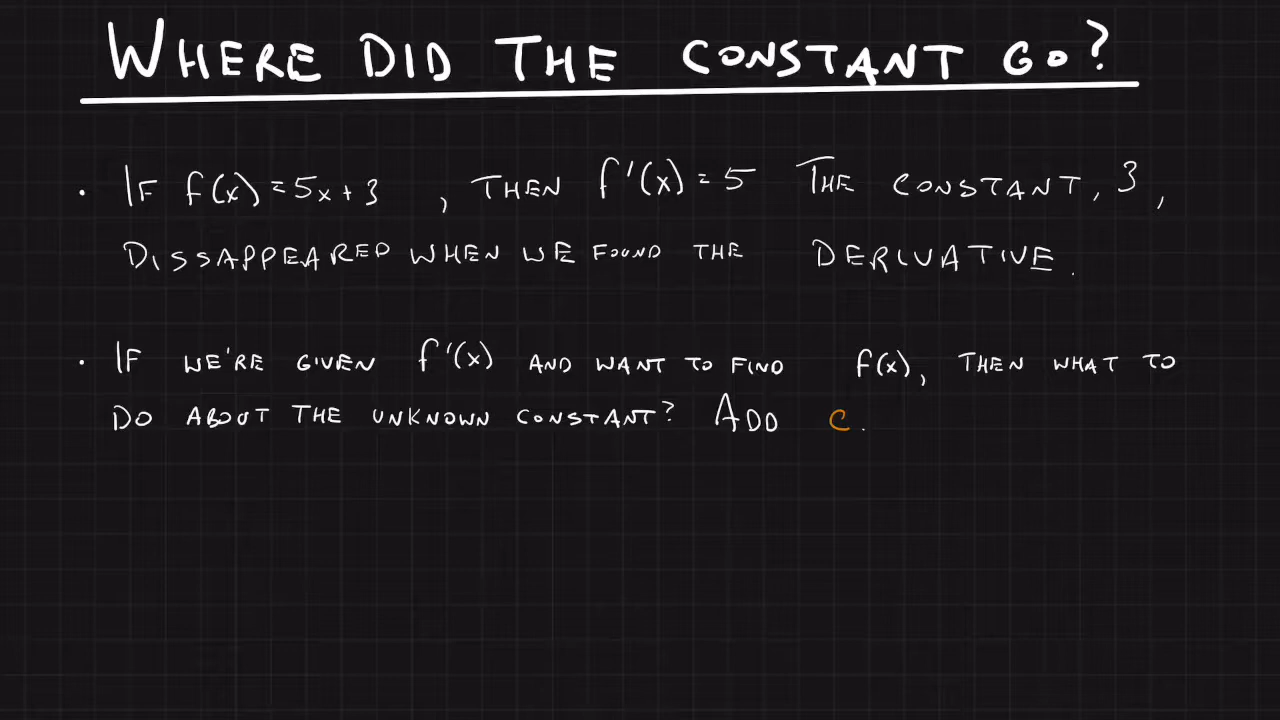 WHERE DID THE CONSTANT GO?
• IF f(x) = 5x + 3, THEN f'(x) = 5 THE CONSTANT, 3,
DISSAPPEARED WHEN WE FOUND THE DERIVATIVE.
• IF WE'RE GIVEN f'(x) AND WANT TO FIND f(x), THEN WHAT TO
DO ABOUT THE UNKNOWN CONSTANT? ADD C.